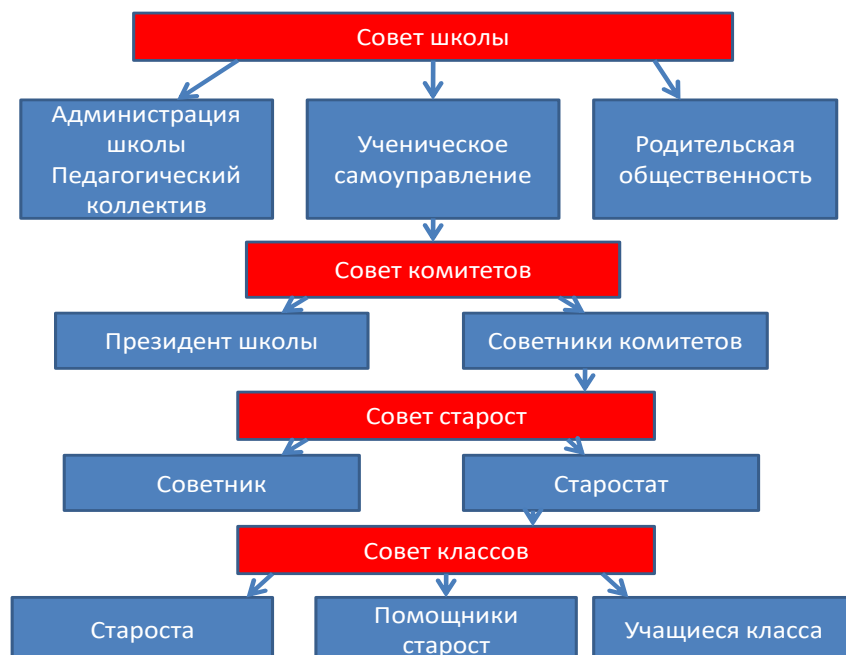 Совет школы
Администрация
школы
Педагогический
коллектив
Ученическое
самоуправление
Родительская
общественность
Совет комитетов
Президент школы
Советники комитетов
Совет старост
Советник
Старостат
Совет классов
Староста
Помощники
старост
Учащиеся класса